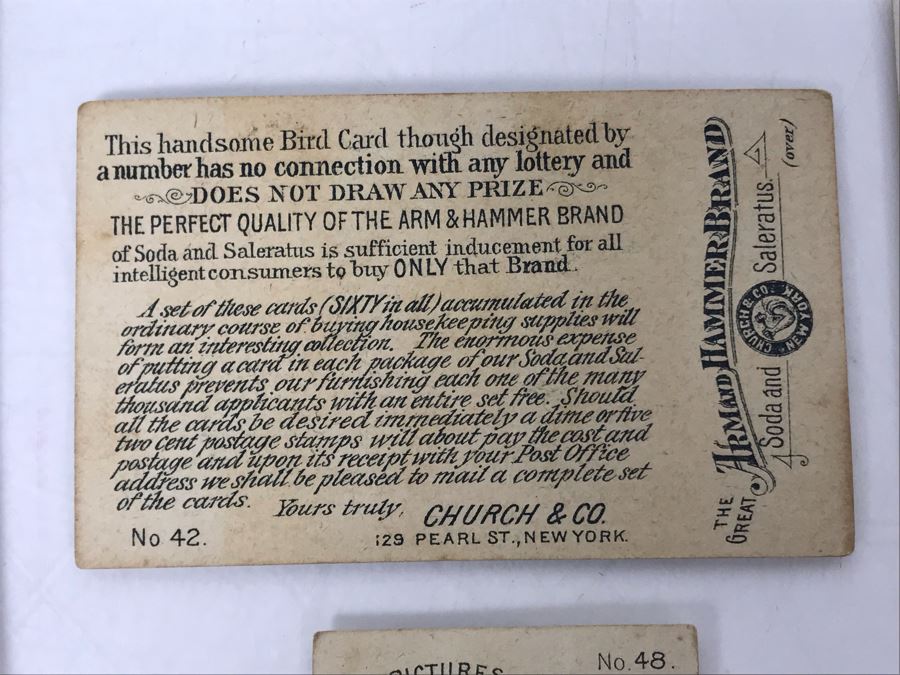 This handsome Bird Card though designated by
a number has no connection with any lottery and
DOES NOT DRAW ANY PRIZE
THE PERFECT QUALITY OF THE ARM & HAMMER BRAND
of Soda and Saleratus is sufficient inducement for all
intelligent consumers to buy ONLY that Brand.
A set of these cards (SIXTY in all) accumulated in the
ordinary course of buying housekeeping supplies will
form an interesting collection. The enormous expense
of putting a card in each package of our Soda and Sal-
eratus prevents our furnishing each one of the many
thousand applicants with an entire set free. Should
all the cards be desired immediately a dime or five
two cent postage stamps will about pay the cost and
postage and upon its receipt with your Post Office
address we shall be pleased to mail a complete set
of the cards. Yours truly,
CHURCH & CO.
No 42.
129 PEARL ST., NEW YORK.
THE GREAT
ARM AND HAMMER BRAND
Soda and Saleratus.
CHURCH & CO. NEW YORK
(over)
PICTURES
No. 48.